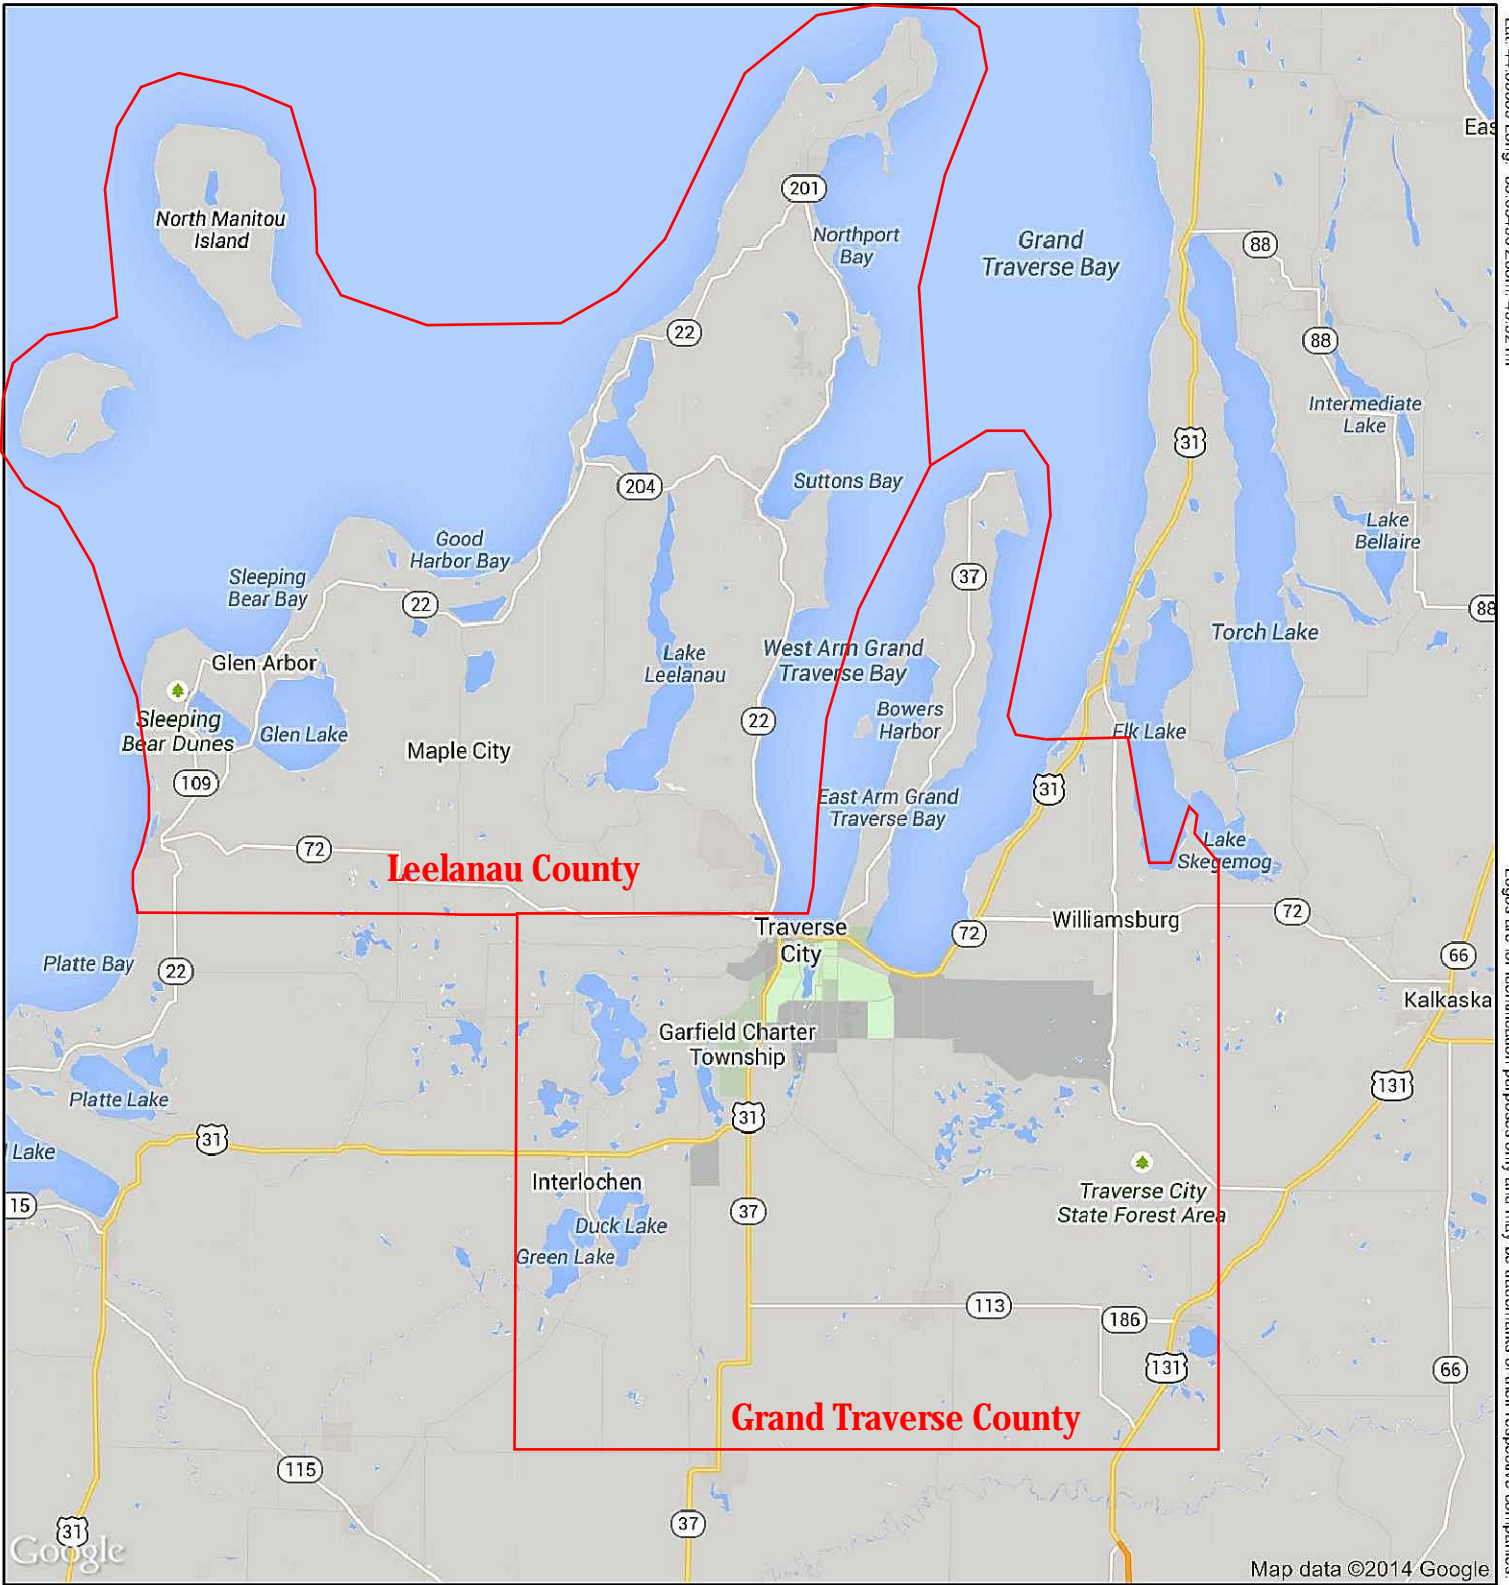 Eas
201
North Manitou
Island
Northport
Bay
Grand
Traverse Bay
88
22
88
Intermediate
Lake
31
204
Suttons Bay
Good
Harbor Bay
Lake
Bellaire
Sleeping
Bear Bay
37
22
88
Torch Lake
Glen Arbor
Lake
Leelanau
West Arm Grand
Traverse Bay
Sleeping
Bear Dunes
Glen Lake
Maple City
22
Bowers
Harbor
Elk Lake
109
31
East Arm Grand
Traverse Bay
72
Leelanau County
Lake
Skegemog
Traverse
City
72
Williamsburg
72
Platte Bay
22
66
Kalkaska
Garfield Charter
Township
131
Platte Lake
31
31
Lake
Interlochen
Traverse City
State Forest Area
15
37
Duck Lake
Green Lake
113
186
131
66
Grand Traverse County
115
31
37
Google
Map data ©2014 Google